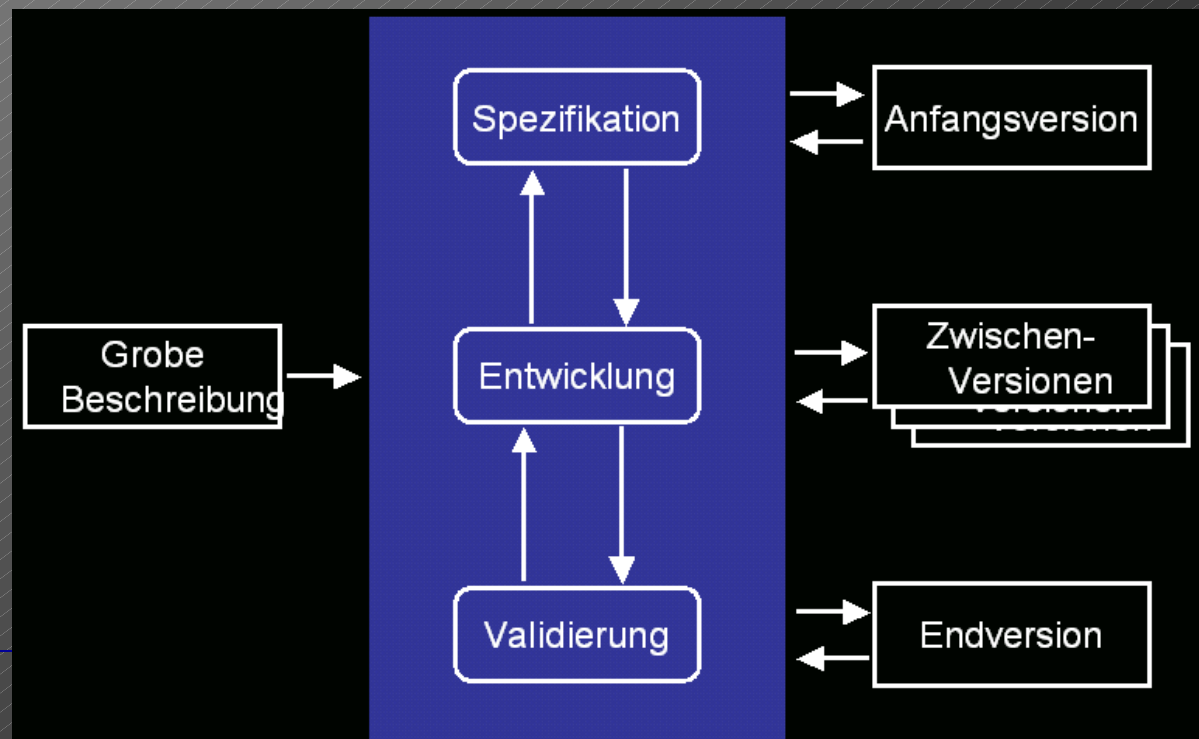 Spezifikation
Anfangsversion
Grobe
Beschreibung
Entwicklung
Zwischen-
Versionen
Validierung
Endversion